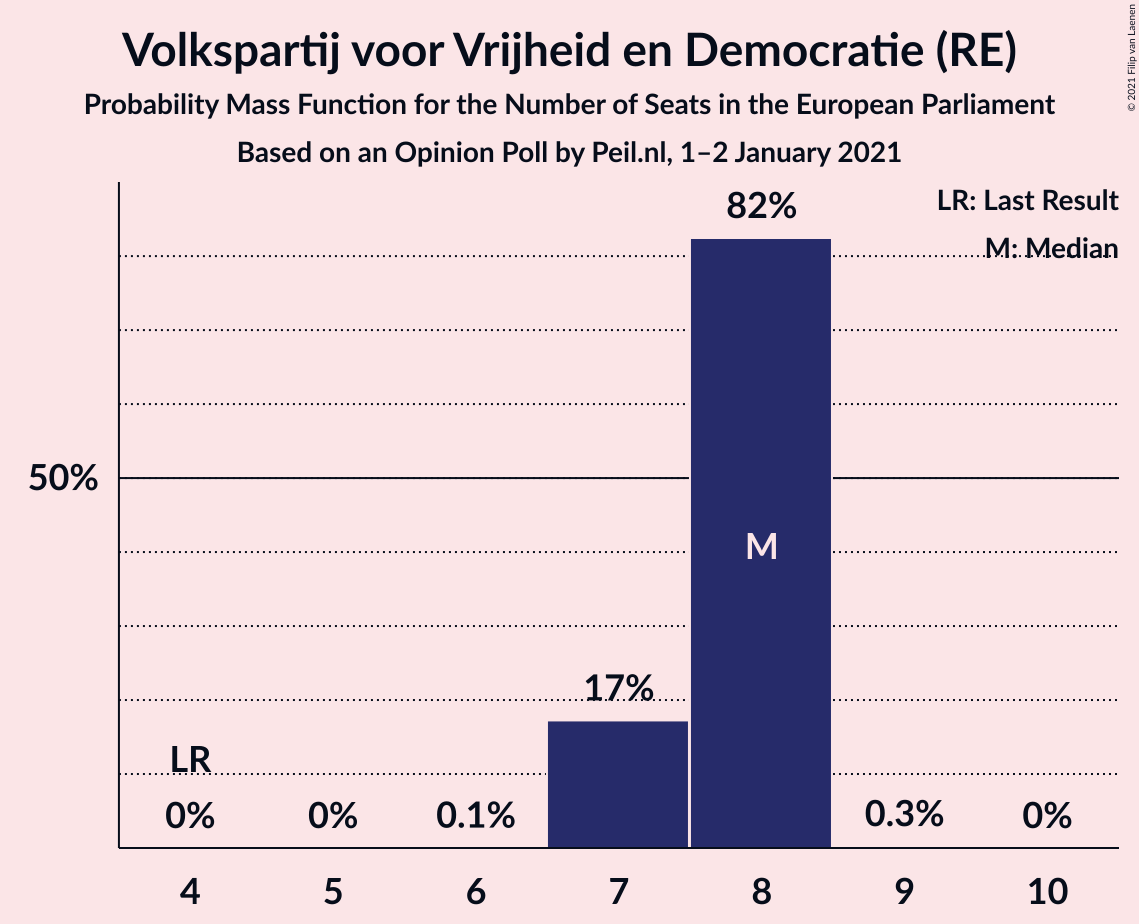 Volkspartij voor Vrijheid en Democratie (RE)
Probability Mass Function for the Number of Seats in the European Parliament
Based on an Opinion Poll by Peil.nl, 1–2 January 2021
© 2021 Filip van Laenen
LR: Last Result
M: Median
82%
50%
M
17%
LR
0%
0%
0.1%
0.3%
0%
4
5
6
7
8
9
10